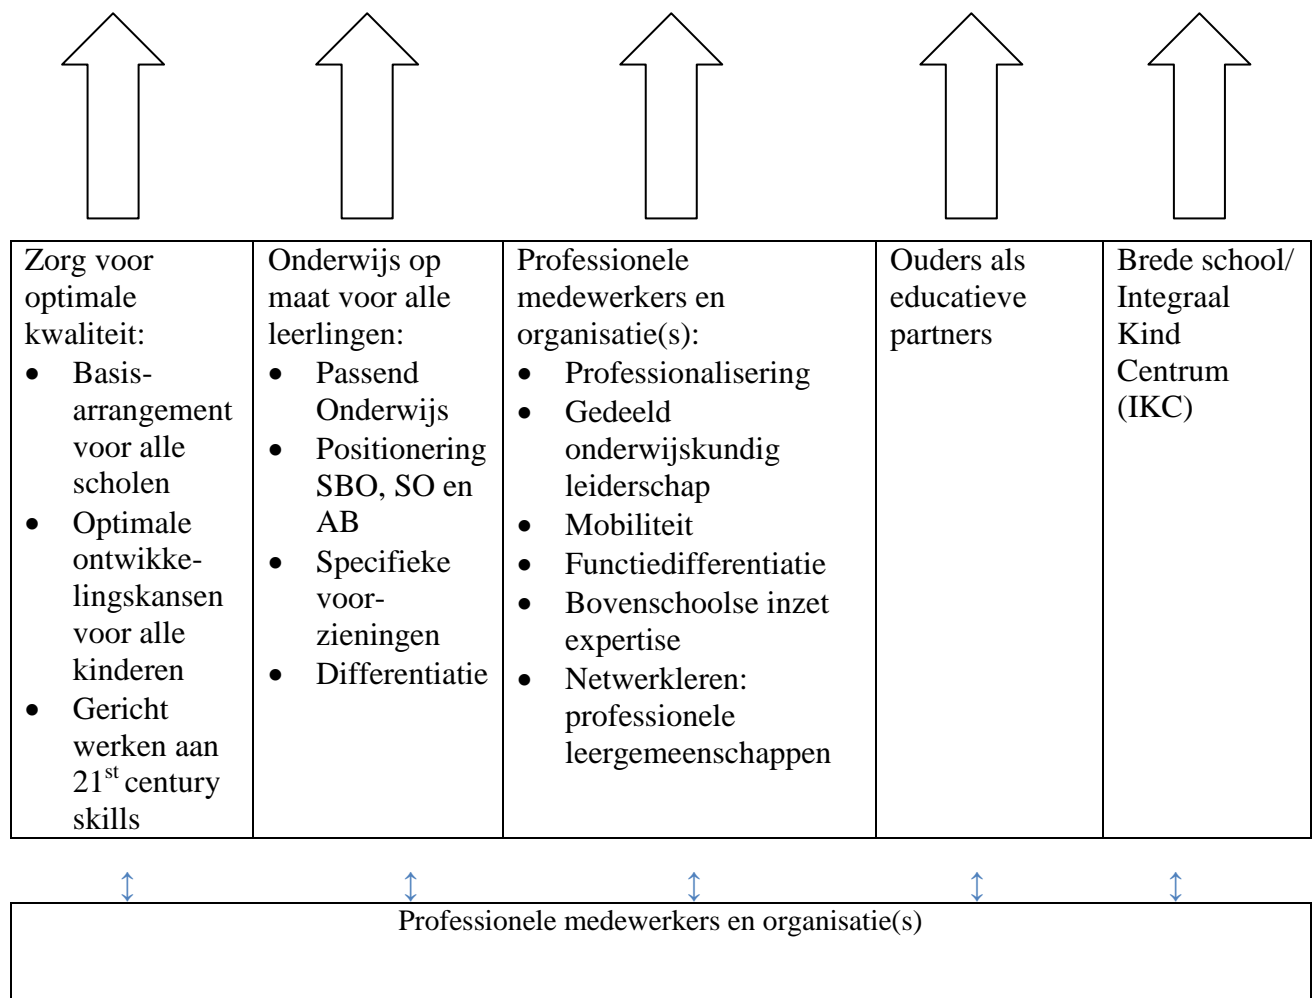 Zorg voor
optimale
kwaliteit:
• Basis-
arrangement
voor alle
scholen
• Optimale
ontwikke-
lingskansen
voor alle
kinderen
• Gericht
werken aan
21st century
skills
Onderwijs op
maat voor alle
leerlingen:
• Passend
Onderwijs
• Positionering
SBO, SO en
AB
• Specifieke
voor-
zieningen
• Differentiatie
Professionele
medewerkers en
organisatie(s):
• Professionalisering
• Gedeeld
onderwijskundig
leiderschap
• Mobiliteit
• Functiedifferentiatie
• Bovenschoolse inzet
expertise
• Netwerkleren:
professionele
leergemeenschappen
Ouders als
educatieve
partners
Brede school/
Integraal
Kind
Centrum
(IKC)
Professionele medewerkers en organisatie(s)